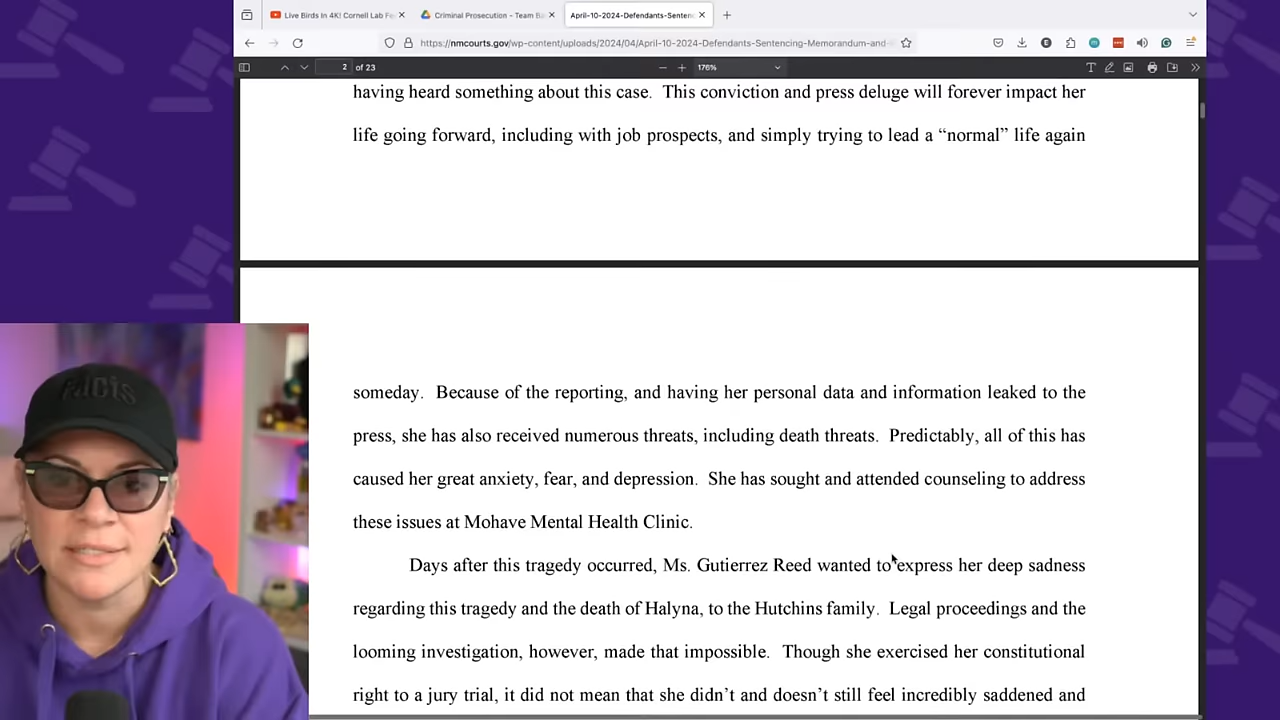 Live Birds In 4K! Cornell Lab Fe
Criminal Prosecution – Team Ba
April-10-2024-Defendants-Senten
https://nmcourts.gov/wp-content/uploads/2024/04/April-10-2024-Defendants-Sentencing-Memorandum-and-
2 of 23
176%
having heard something about this case. This conviction and press deluge will forever impact her
life going forward, including with job prospects, and simply trying to lead a “normal” life again
someday. Because of the reporting, and having her personal data and information leaked to the
press, she has also received numerous threats, including death threats. Predictably, all of this has
caused her great anxiety, fear, and depression. She has sought and attended counseling to address
these issues at Mohave Mental Health Clinic.
Days after this tragedy occurred, Ms. Gutierrez Reed wanted to express her deep sadness
regarding this tragedy and the death of Halyna, to the Hutchins family. Legal proceedings and the
looming investigation, however, made that impossible. Though she exercised her constitutional
right to a jury trial, it did not mean that she didn’t and doesn’t still feel incredibly saddened and